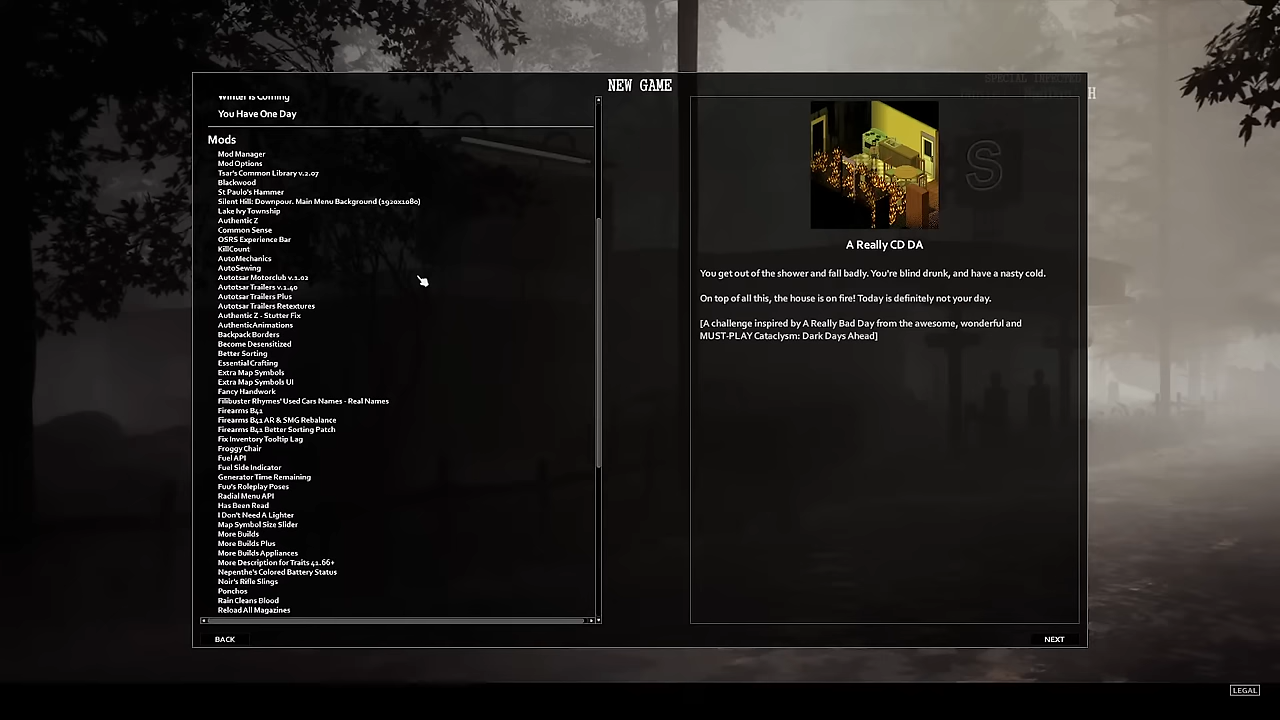 NEW GAME
SPECIAL INFECTED
H
Winter is Coming
You Have One Day
Mods
Mod Manager
Mod Options
Tsar's Common Library v.2.07
Blackwood
St Paulo's Hammer
Silent Hill: Downpour. Main Menu Background (1920x1080)
Lake Ivy Township
Authentic Z
Common Sense
OSRS Experience Bar
KillCount
AutoMechanics
AutoSewing
Autotsar Motorclub v.1.02
Autotsar Trailers v.1.40
Autotsar Trailers Plus
Autotsar Trailers Retextures
Authentic Z - Stutter Fix
AuthenticAnimations
Backpack Borders
Become Desensitized
Better Sorting
EssentialCrafting
Extra Map Symbols
Extra Map Symbols UI
Fancy Handwork
Filibuster Rhymes' Used Cars Names - Real Names
Firearms B41
Firearms B41 AR & SMG Rebalance
Firearms B41 Better Sorting Patch
Fix Inventory Tooltip Lag
Froggy Chair
Fuel API
Fuel Side Indicator
Generator Time Remaining
Fuu's Roleplay Poses
Radial Menu API
Has Been Read
I Don't Need A Lighter
Map Symbol Size Slider
More Builds
More Builds Plus
More Builds Appliances
More Description for Traits 41.66+
Nepenthe's Colored Battery Status
Noir's Rifle Slings
Ponchos
Rain Cleans Blood
Reload All Magazines
S
A Really CD DA
You get out of the shower and fall badly. You're blind drunk, and have a nasty cold.
On top of all this, the house is on fire! Today is definitely not your day.
[A challenge inspired by A Really Bad Day from the awesome, wonderful and
MUST-PLAY Cataclysm: Dark Days Ahead]
BACK
NEXT
LEGAL